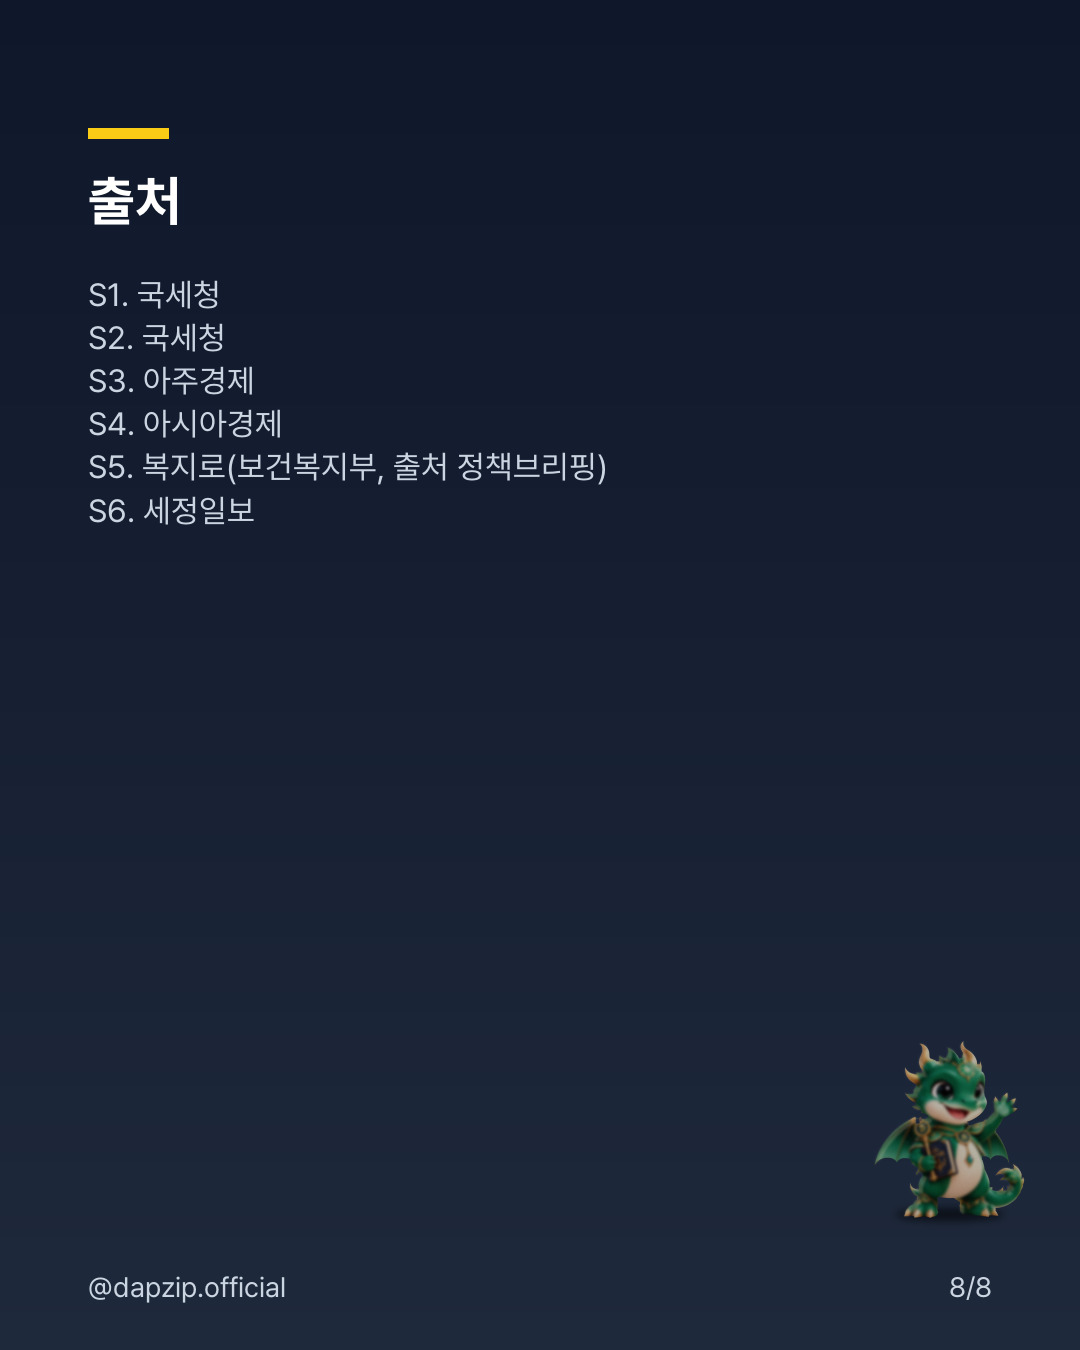 출처
S1. 국세청
S2. 국세청
S3. 아주경제
S4. 아시아경제
S5. 복지로(보건복지부, 출처 정책브리핑)
S6. 세정일보
@dapzip.official
8/8